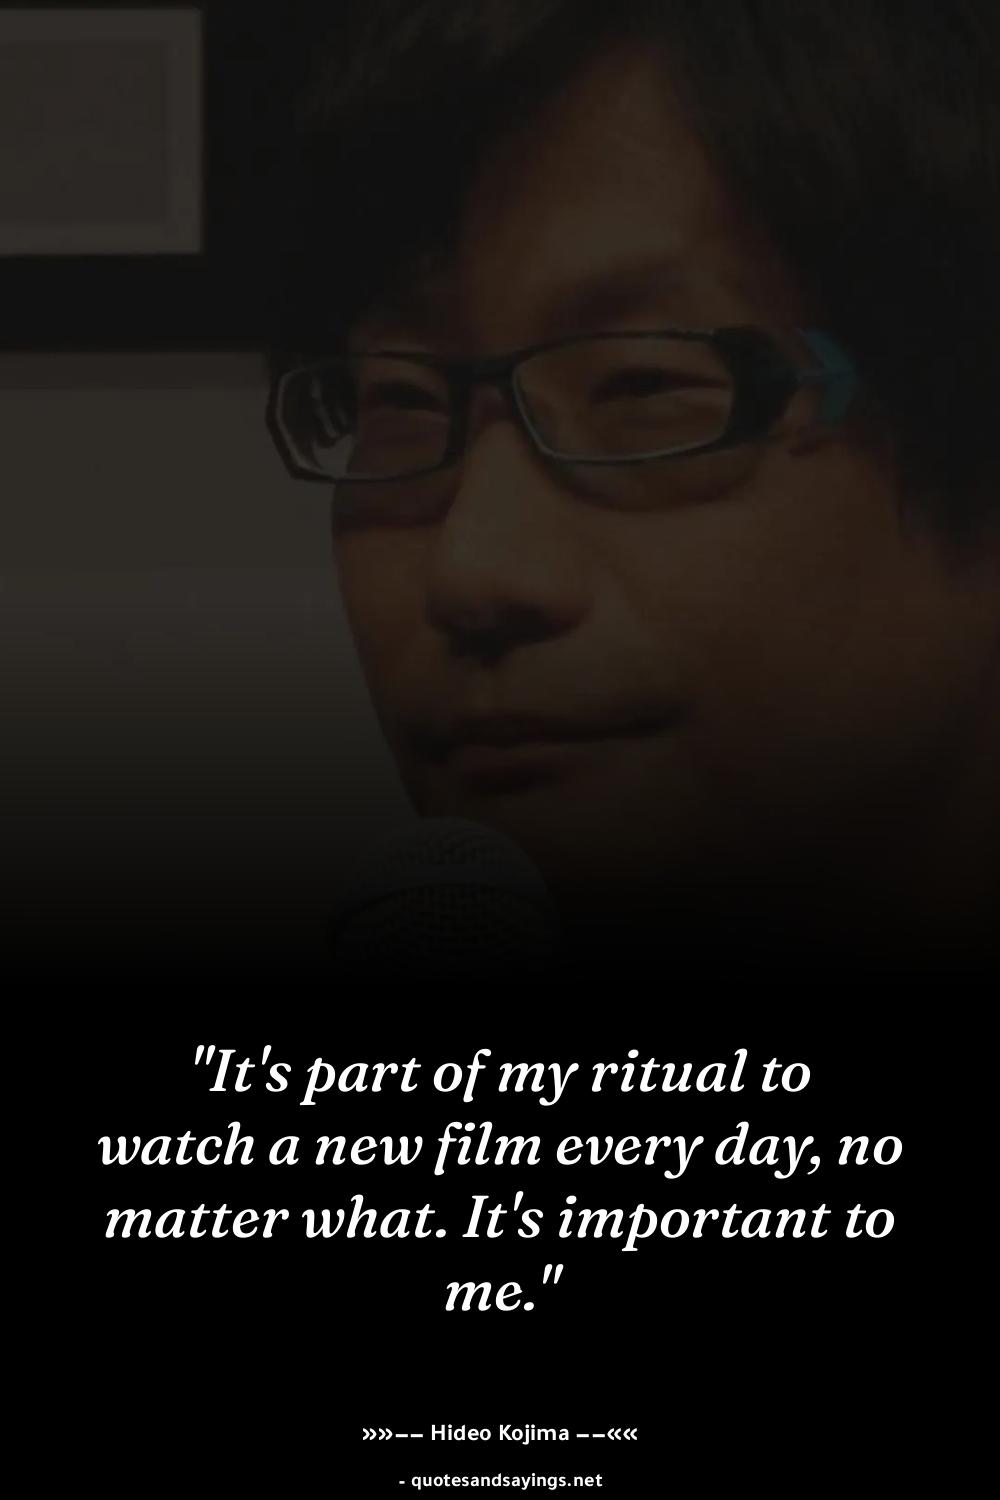 "It's part of my ritual to
watch a new film every day, no
matter what. It's important to
me."
»»−− Hideo Kojima −−««
- quotesandsayings.net